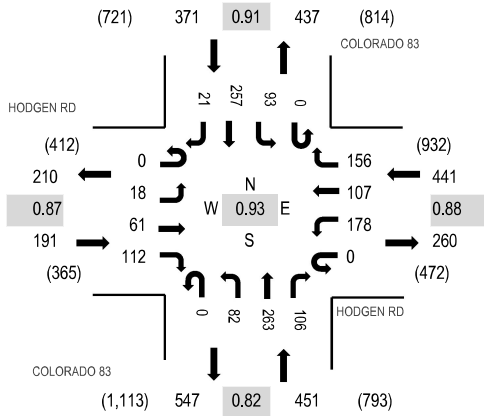 (721) 371 0.91 437 (814)
COLORADO 83
HODGEN RD
21 257 93 0
(412) (932)
0 156
210 441
18 N 107
0.87 W 0.93 E 0.88
61 178
191 S 260
112 0
(365) (472)
0 82 263 106
HODGEN RD
COLORADO 83
(1,113) 547 0.82 451 (793)